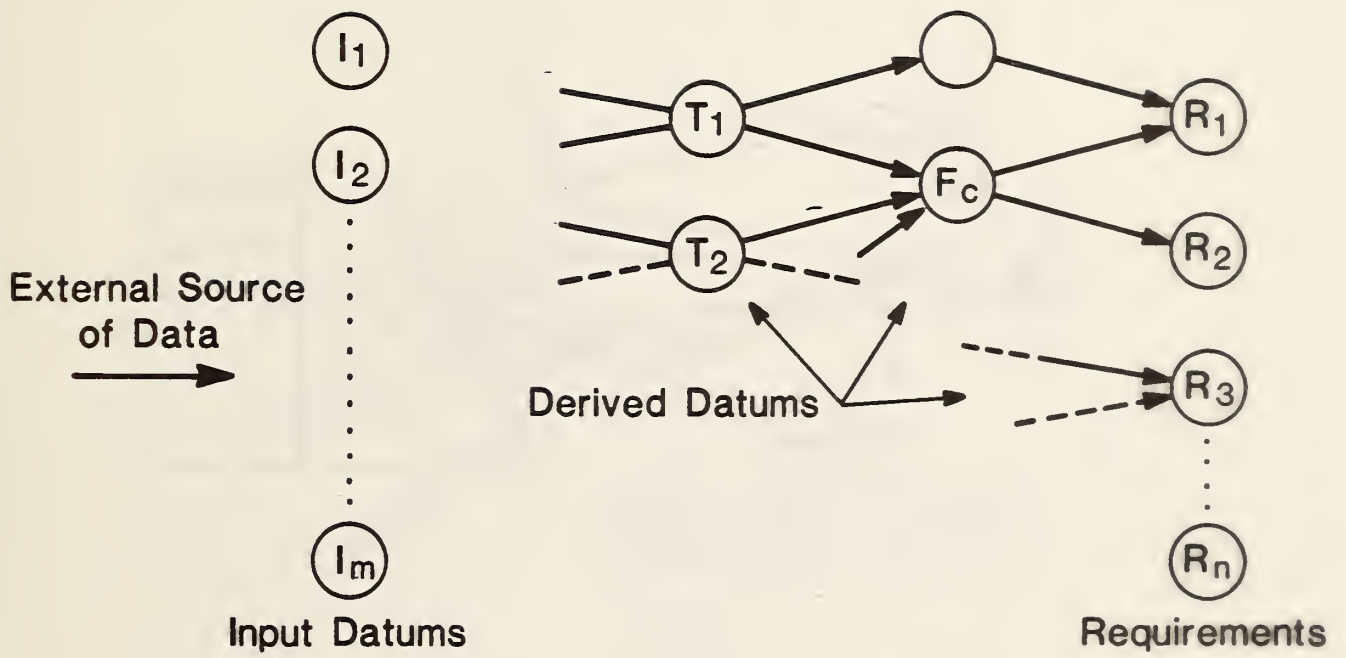 I1
I2
Im
Input Datums
External Source
of Data
T1
T2
Fc
Derived Datums
R1
R2
R3
Rn
Requirements